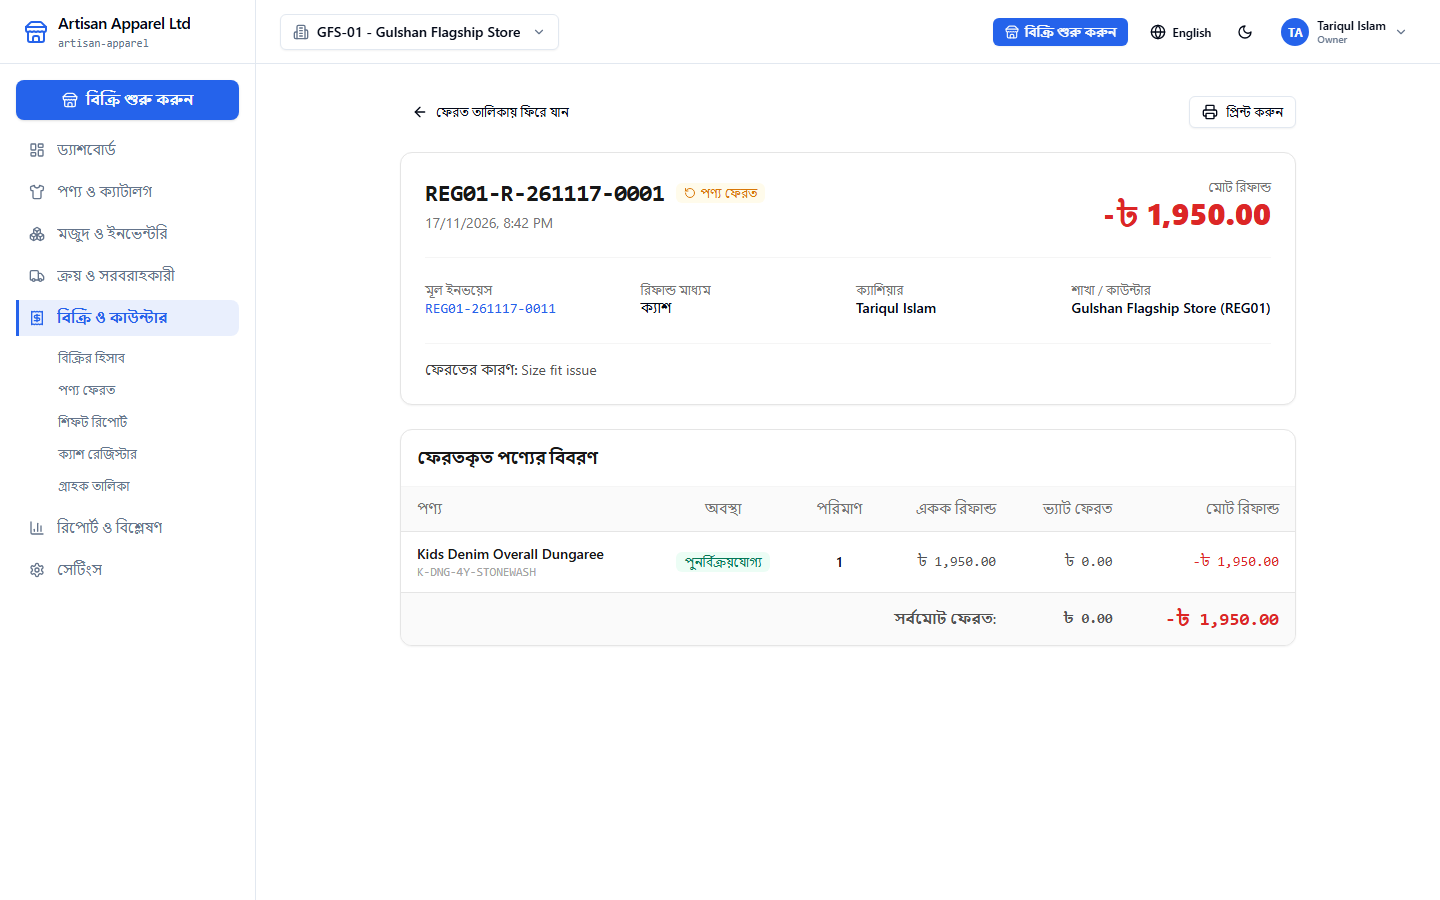 Artisan Apparel Ltd
artisan-apparel
GFS-01 - Gulshan Flagship Store
বিক্রি শুরু করুন
English
TA
Tariqul Islam
Owner
বিক্রি শুরু করুন
ড্যাশবোর্ড
পণ্য ও ক্যাটালগ
মজুদ ও ইনভেন্টরি
ক্রয় ও সরবরাহকারী
বিক্রি ও কাউন্টার
বিক্রির হিসাব
পণ্য ফেরত
শিফট রিপোর্ট
ক্যাশ রেজিস্টার
গ্রাহক তালিকা
রিপোর্ট ও বিশ্লেষণ
সেটিংস
ফেরত তালিকায় ফিরে যান
প্রিন্ট করুন
REG01-R-261117-0001
পণ্য ফেরত
17/11/2026, 8:42 PM
মোট রিফান্ড
-৳ 1,950.00
মূল ইনভয়েস
REG01-261117-0011
রিফান্ড মাধ্যম
ক্যাশ
ক্যাশিয়ার
Tariqul Islam
শাখা / কাউন্টার
Gulshan Flagship Store (REG01)
ফেরতের কারণ: Size fit issue
ফেরতকৃত পণ্যের বিবরণ
পণ্য অবস্থা পরিমাণ একক রিফান্ড ভ্যাট ফেরত মোট রিফান্ড
Kids Denim Overall Dungaree
K-DNG-4Y-STONEWASH
পুনর্বিক্রয়যোগ্য 1 ৳ 1,950.00 ৳ 0.00 -৳ 1,950.00
সর্বমোট ফেরত: ৳ 0.00 -৳ 1,950.00